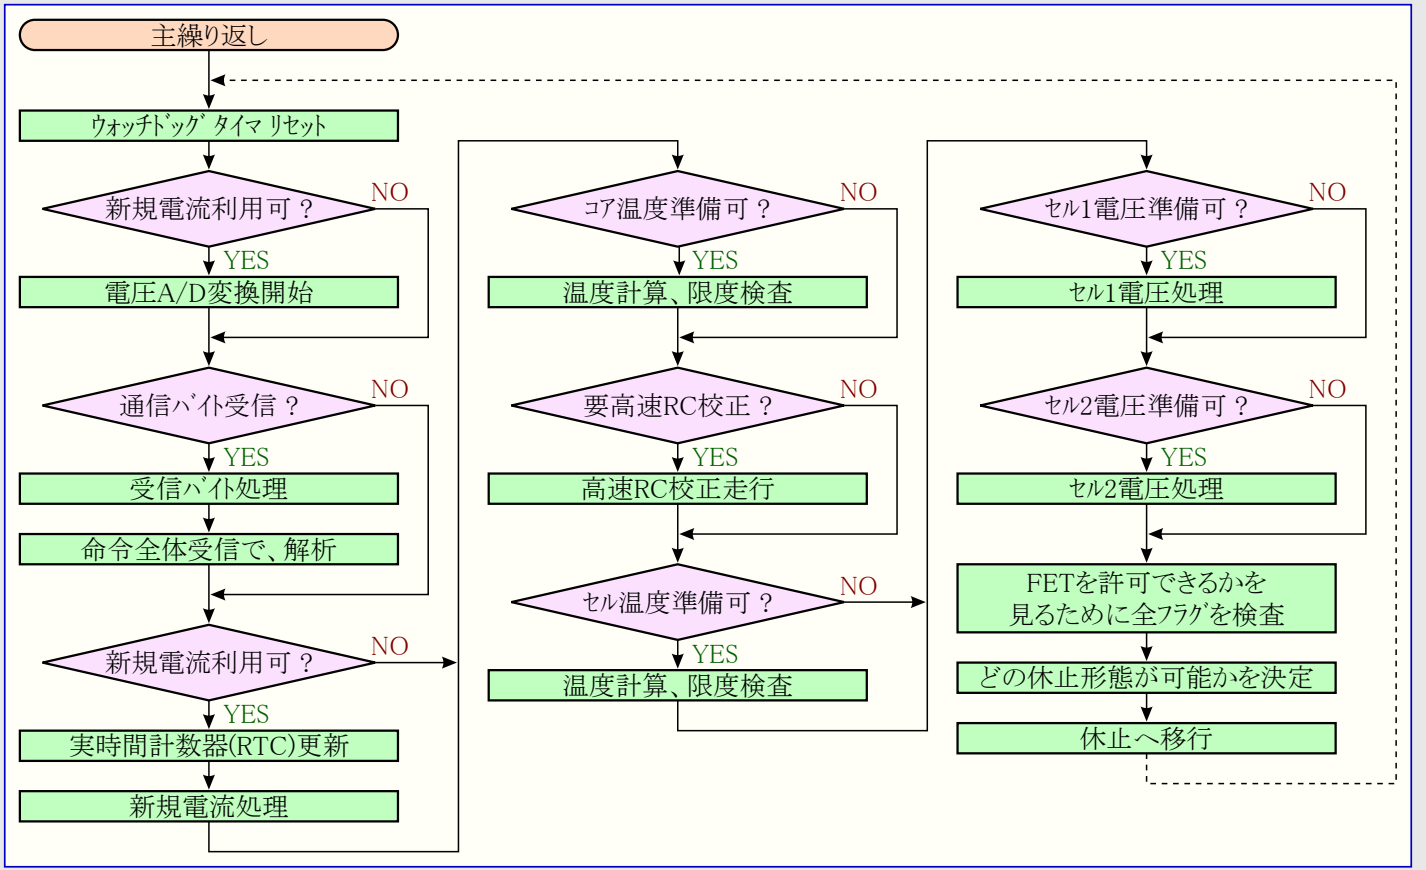 主繰り返し
ｳｫｯﾁﾄﾞｯｸﾞ ﾀｲﾏ ﾘｾｯﾄ
新規電流利用可？
NO
YES
電圧A/D変換開始
通信ﾊﾞｲﾄ受信？
NO
YES
受信ﾊﾞｲﾄ処理
命令全体受信で、解析
新規電流利用可？
NO
YES
実時間計数器(RTC)更新
新規電流処理
ｺｱ温度準備可？
NO
YES
温度計算、限度検査
要高速RC校正？
NO
YES
高速RC校正走行
ｾﾙ温度準備可？
NO
YES
温度計算、限度検査
ｾﾙ1電圧準備可？
NO
YES
ｾﾙ1電圧処理
ｾﾙ2電圧準備可？
NO
YES
ｾﾙ2電圧処理
FETを許可できるかを
見るために全ﾌﾗｸﾞを検査
どの休止形態が可能かを決定
休止へ移行